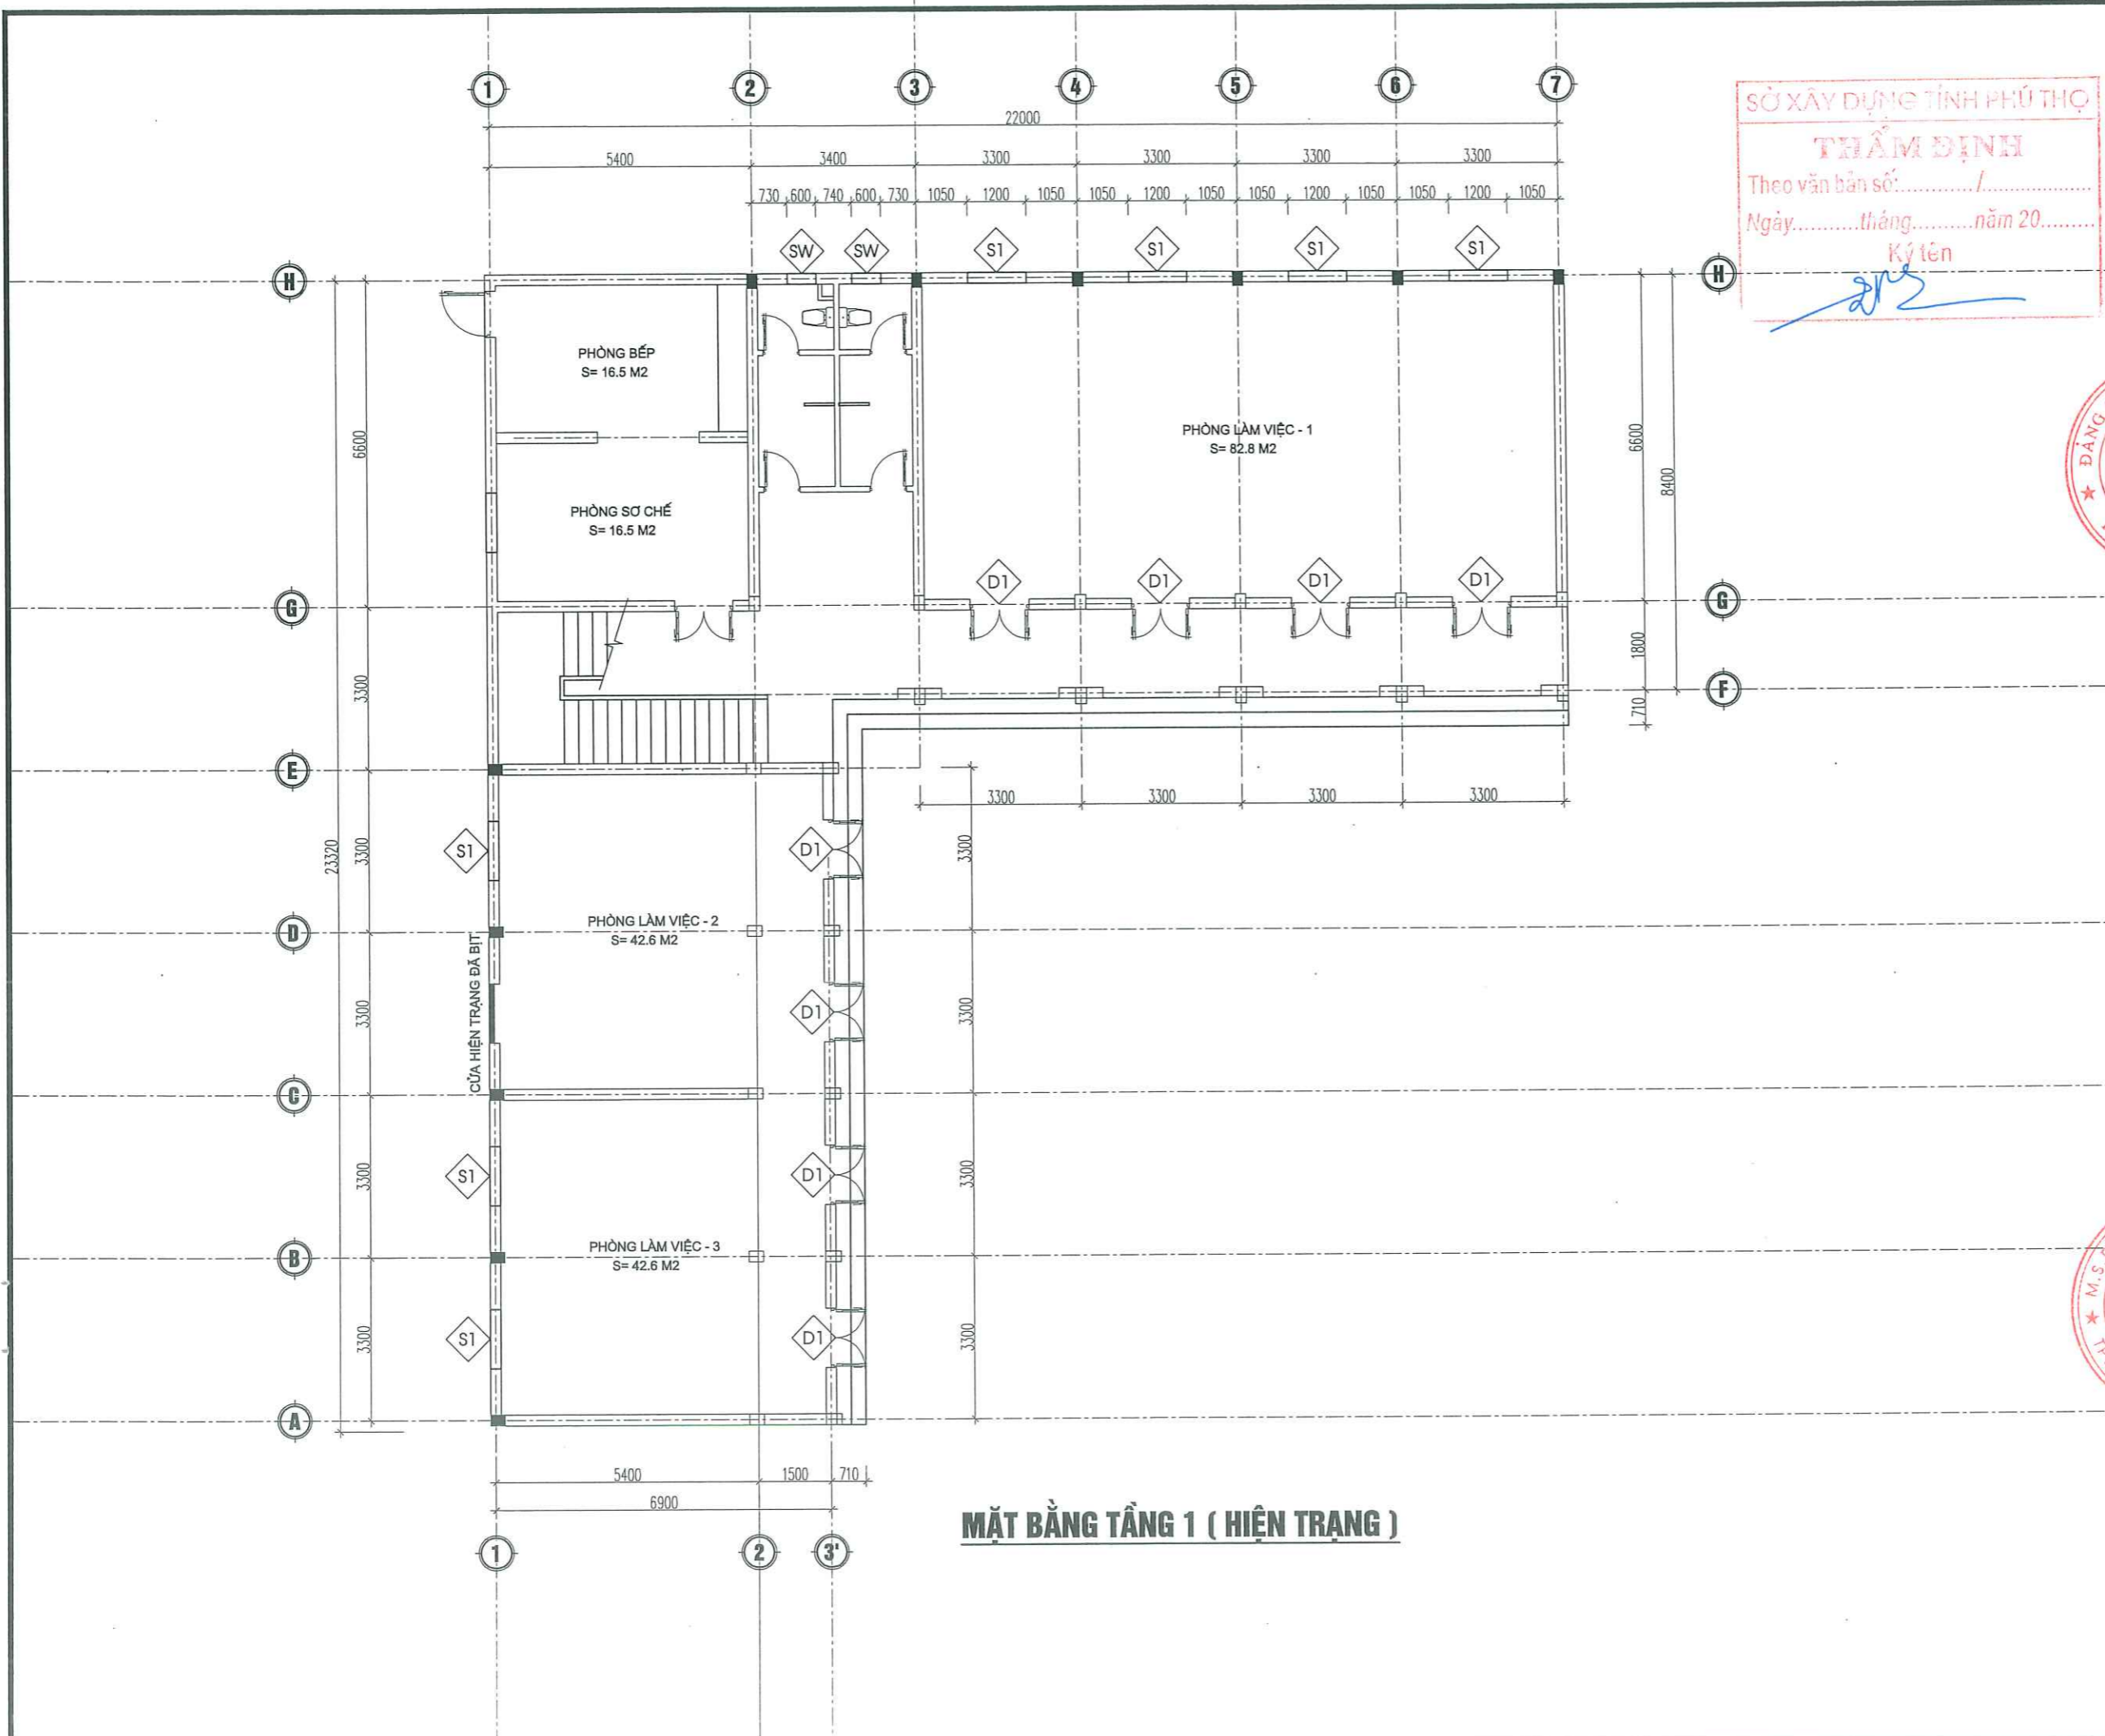 1 2 3 4 5 6 7
22000
5400 3400 3300 3300 3300 3300
730 600 740 600 730 1050 1200 1050 1050 1200 1050 1050 1200 1050 1050 1200 1050
SỞ XÂY DỰNG TỈNH PHÚ THỌ
THẨM ĐỊNH
Theo văn bản số:............/................
Ngày..........tháng.........năm 20.........
Ký tên
SW SW S1 S1 S1 S1
H H
PHÒNG BẾP
S= 16.5 M2
6600
PHÒNG LÀM VIỆC - 1
S= 82.8 M2
6600
8400
★ ĐẢNG
PHÒNG SƠ CHẾ
S= 16.5 M2
D1 D1 D1 D1
G G
1800
3300
F
710
E
3300 3300 3300 3300
23320
3300
S1
D1
3300
PHÒNG LÀM VIỆC - 2
S= 42.6 M2
D
CỬA HIỆN TRẠNG ĐÃ BỊT
3300
D1
3300
C
3300
S1
D1
3300
PHÒNG LÀM VIỆC - 3
S= 42.6 M2
B
★ M.S
3300
S1
D1
3300
A
5400 1500 710
6900
MẶT BẰNG TẦNG 1 ( HIỆN TRẠNG )
1 2 3'